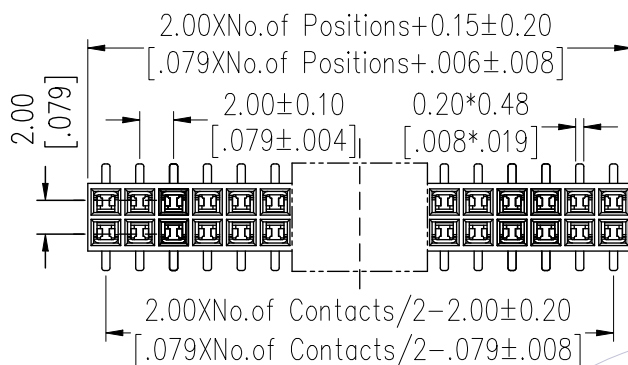 2.00XNo.of Positions+0.15±0.20
[.079XNo.of Positions+.006±.008]
2.00
[.079]
2.00±0.10
[.079±.004]
0.20*0.48
[.008*.019]
2.00XNo.of Contacts/2-2.00±0.20
[.079XNo.of Contacts/2-.079±.008]